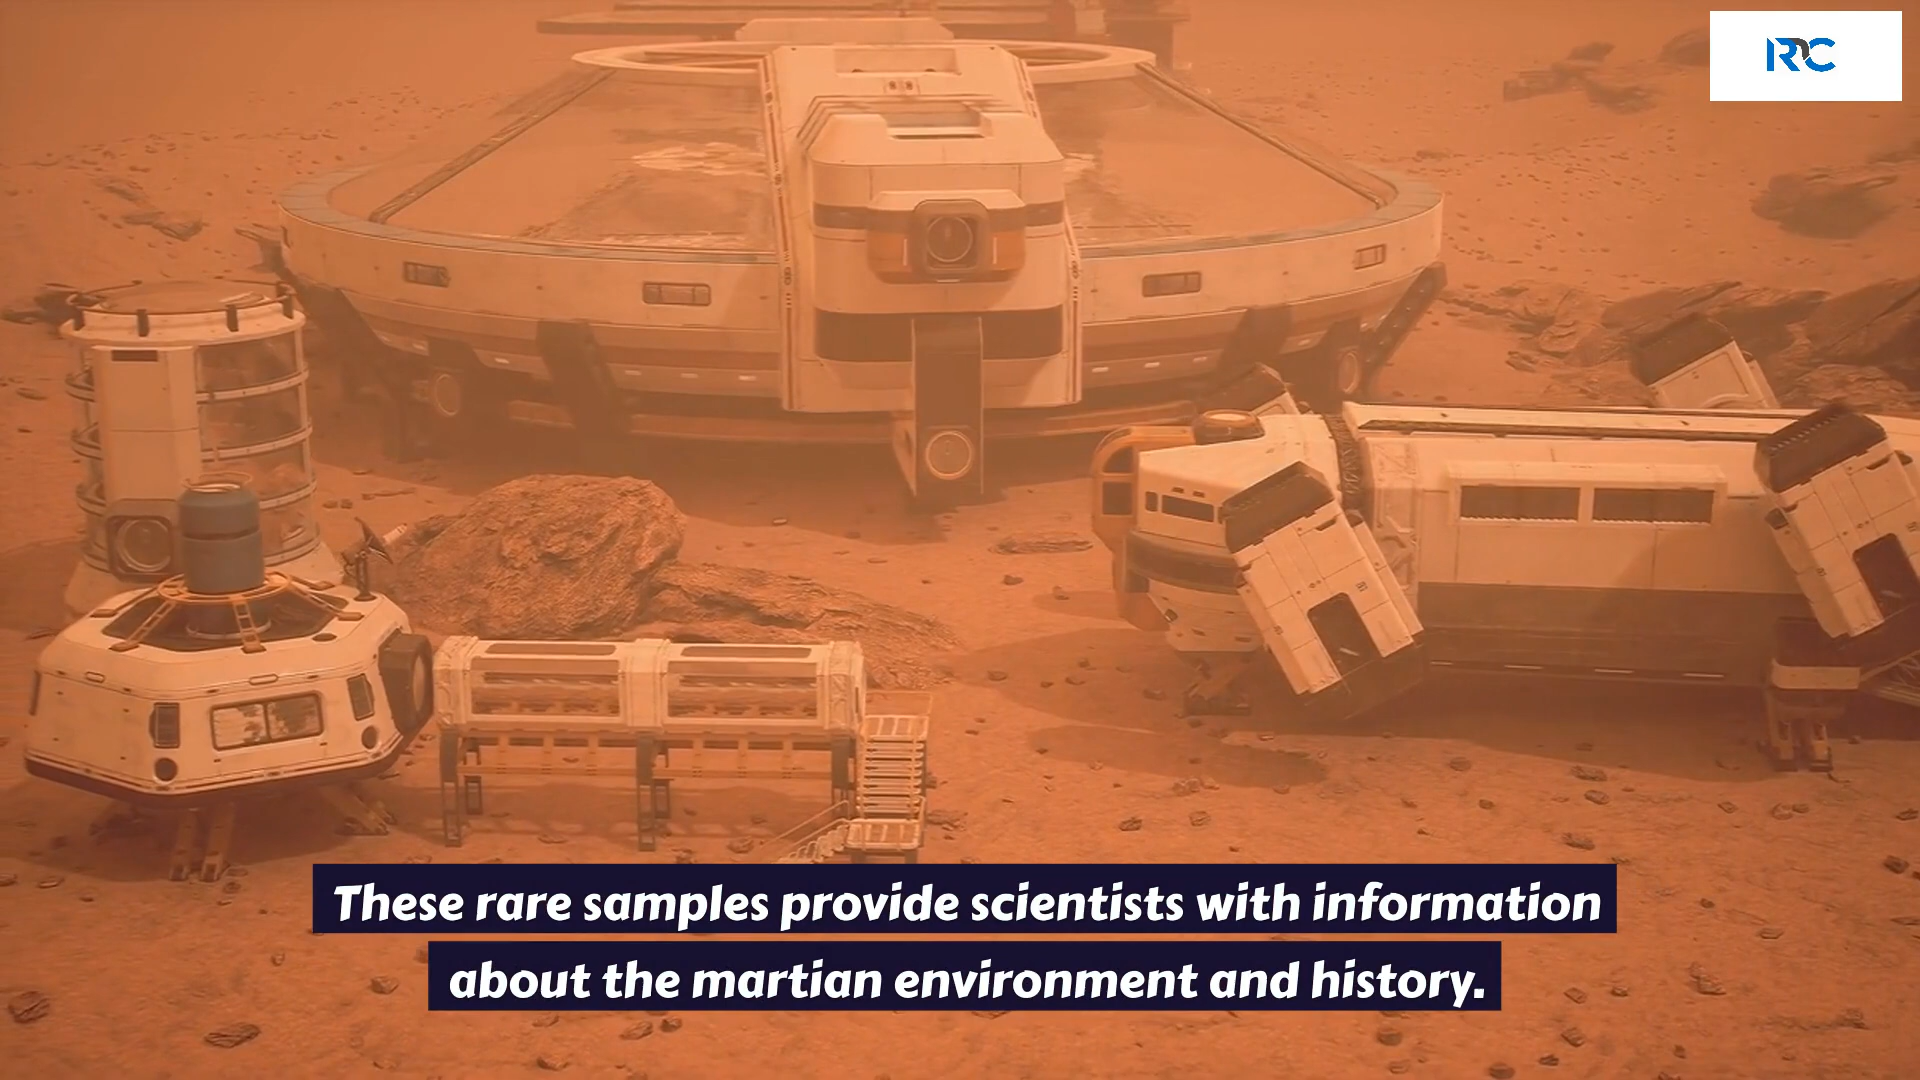 IRC
These rare samples provide scientists with information
about the martian environment and history.